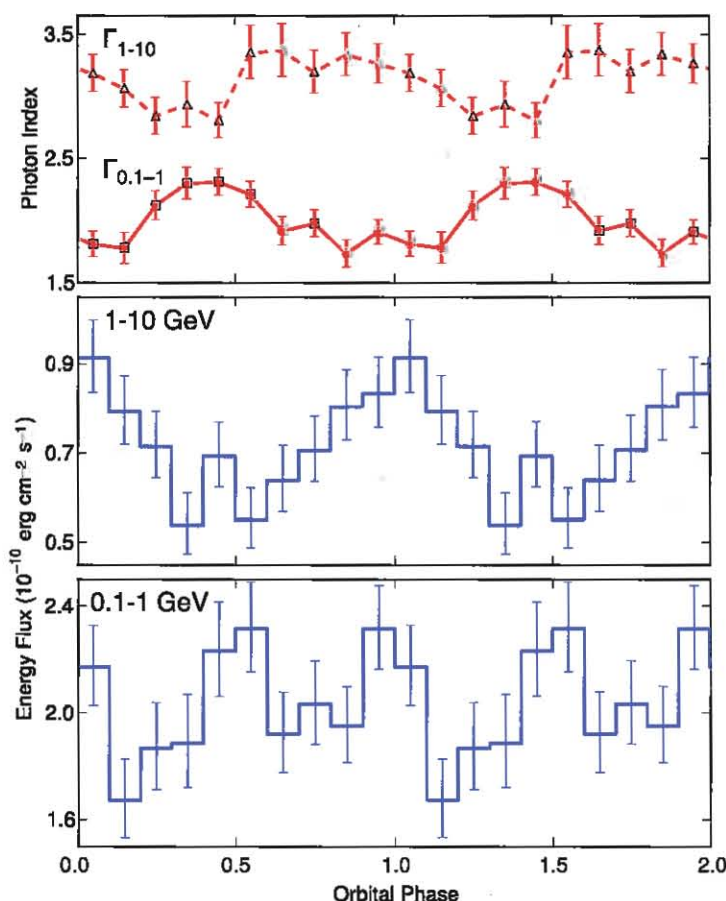 3.5
Γ1-10
2.5
Γ0.1-1
1.5
Photon Index
1-10 GeV
0.9
0.7
0.5
Energy Flux (10⁻¹⁰ erg cm⁻² s⁻¹)
0.1-1 GeV
2.4
2.0
1.6
0.0 0.5 1.0 1.5 2.0
Orbital Phase